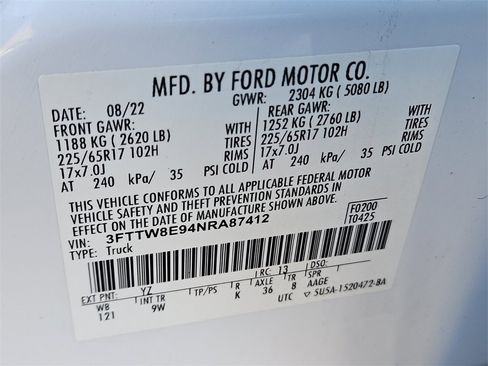 MFD. BY FORD MOTOR CO.
DATE: 08/22 GVWR: 2304 KG ( 5080 LB)
FRONT GAWR: REAR GAWR:
1188 KG ( 2620 LB) WITH 1252 KG ( 2760 LB) WITH
225/65R17 102H TIRES 225/65R17 102H TIRES
17x7.0J RIMS 17x7.0J RIMS
AT 240 kPa/ 35 PSI COLD AT 240 kPa/ 35 PSI COLD
THIS VEHICLE CONFORMS TO ALL APPLICABLE FEDERAL MOTOR
VEHICLE SAFETY AND THEFT PREVENTION STANDARDS IN
EFFECT ON THE DATE OF MANUFACTURE SHOWN ABOVE.
VIN: 3FTTW8E94NRA87412 F0200
TYPE: Truck T0425
EXT PNT: YZ RC: 13 DSO:
WB INT TR TP/PS R AXLE TR SPR
121 9W K 36 8 AAGE
UTC ▽ 5U5A-1520472-BA